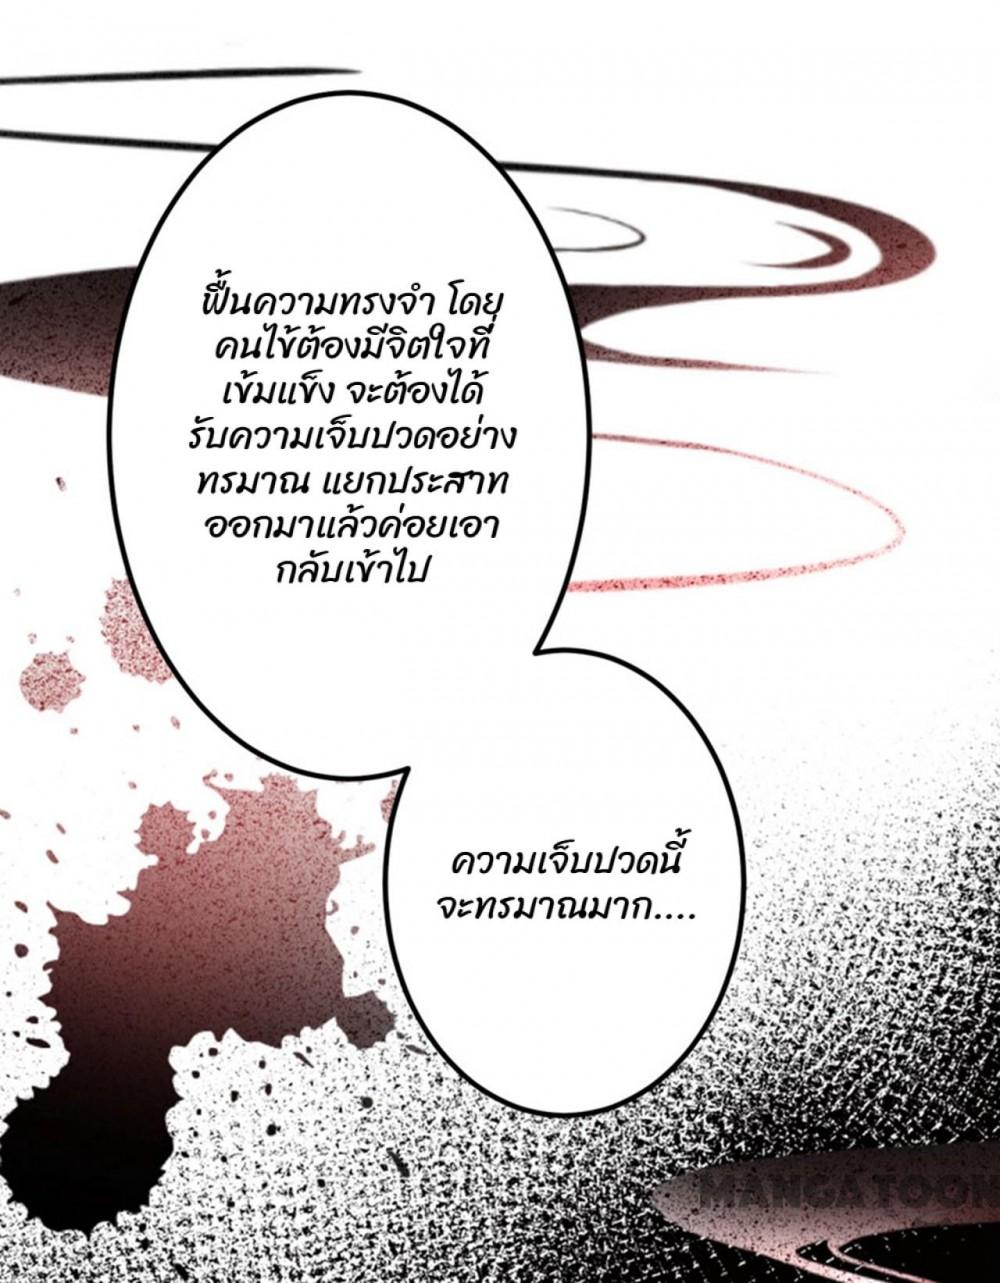 ฟื้นความทรงจำ โดย
คนไข้ต้องมีจิตใจที่
เข้มแข็ง จะต้องได้
รับความเจ็บปวดอย่าง
ทรมาณ แยกประสาท
ออกมาแล้วค่อยเอา
กลับเข้าไป
ความเจ็บปวดนี้
จะทรมาณมาก....
MANGATOON